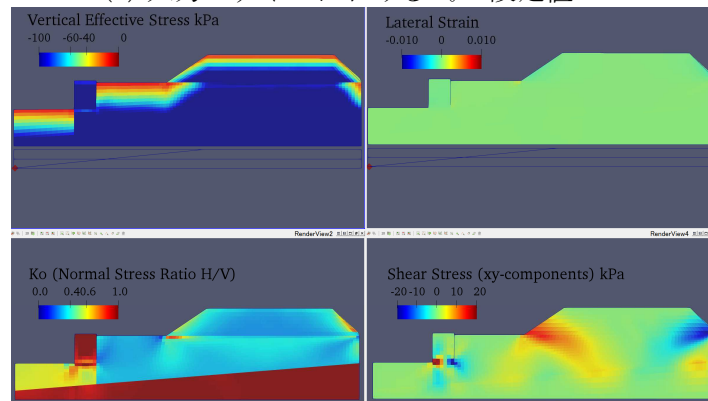 Vertical Effective Stress kPa
-100 -60-40 0
Lateral Strain
-0.010 0 0.010
RenderView2
RenderView4
Ko (Normal Stress Ratio H/V)
0.0 0.40.6 1.0
Shear Stress (xy-components) kPa
-20-10 0 10 20